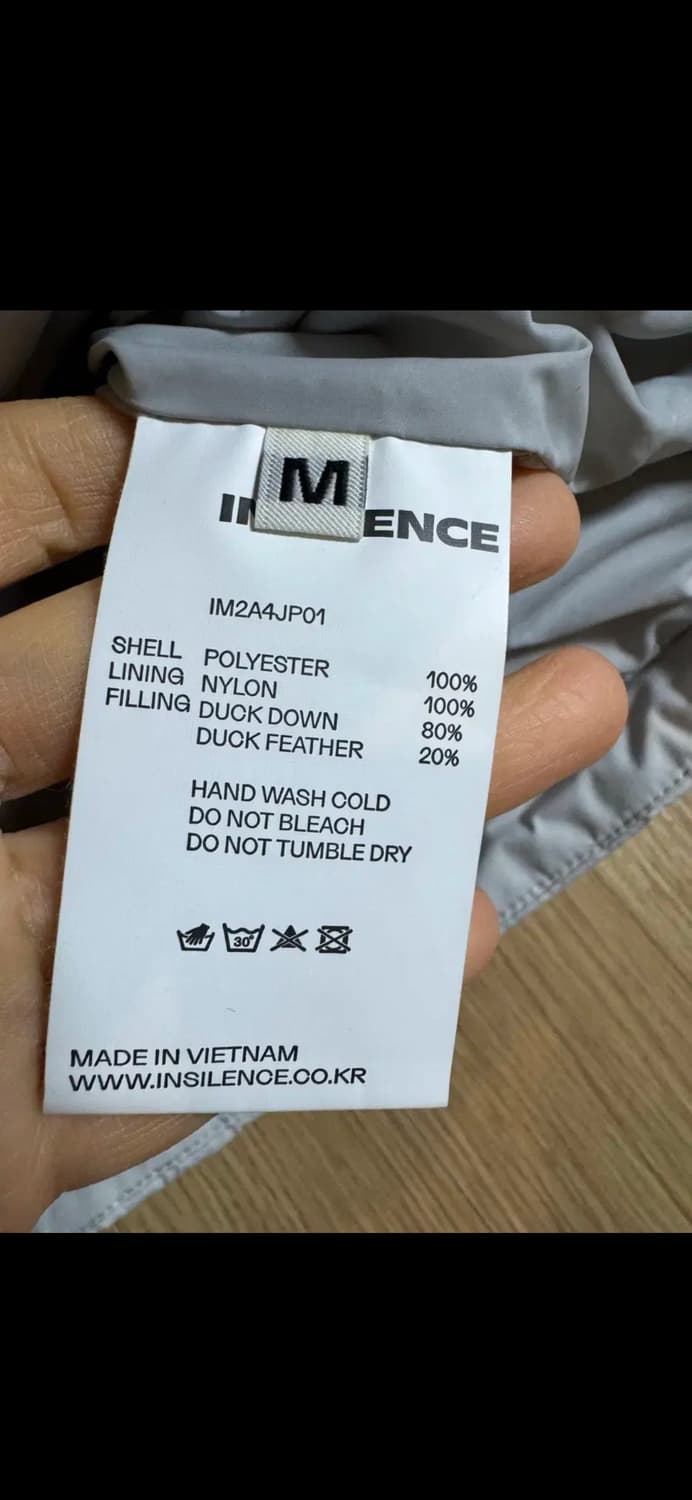 M
IN ENCE
IM2A4JP01
SHELL POLYESTER 100%
LINING NYLON 100%
FILLING DUCK DOWN 80%
DUCK FEATHER 20%
HAND WASH COLD
DO NOT BLEACH
DO NOT TUMBLE DRY
30°
MADE IN VIETNAM
WWW.INSILENCE.CO.KR